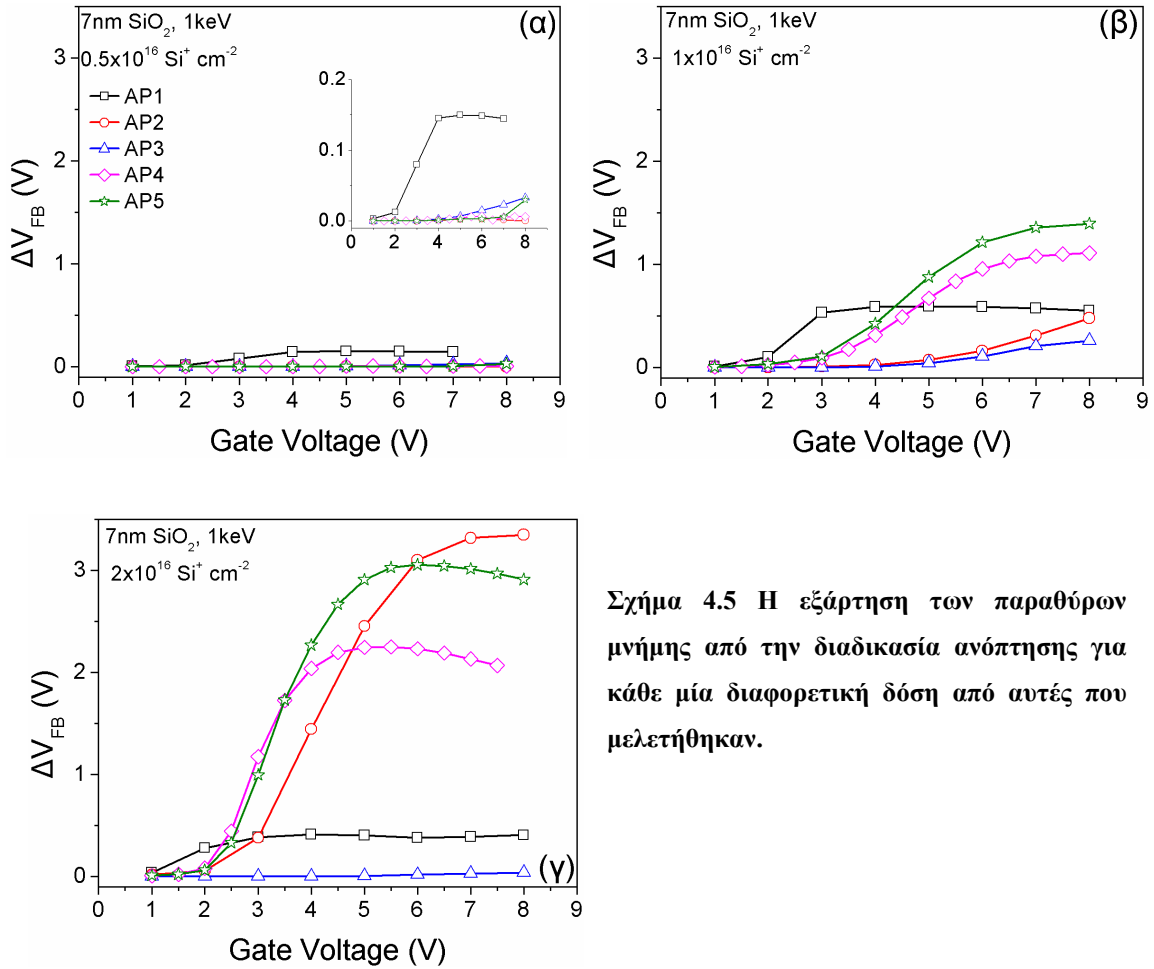 7nm SiO2, 1keV
(α)
0.5x10^16 Si+ cm-2
AP1
AP2
AP3
AP4
AP5
3
2
1
0
ΔV_FB (V)
0.2
0.1
0.0
0 2 4 6 8
0 1 2 3 4 5 6 7 8 9
Gate Voltage (V)
7nm SiO2, 1keV
(β)
1x10^16 Si+ cm-2
3
2
1
0
ΔV_FB (V)
0 1 2 3 4 5 6 7 8 9
Gate Voltage (V)
7nm SiO2, 1keV
2x10^16 Si+ cm-2
3
2
1
0
ΔV_FB (V)
(γ)
0 1 2 3 4 5 6 7 8 9
Gate Voltage (V)
Σχήμα 4.5 Η εξάρτηση των παραθύρων
μνήμης από την διαδικασία ανόπτησης για
κάθε μία διαφορετική δόση από αυτές που
μελετήθηκαν.